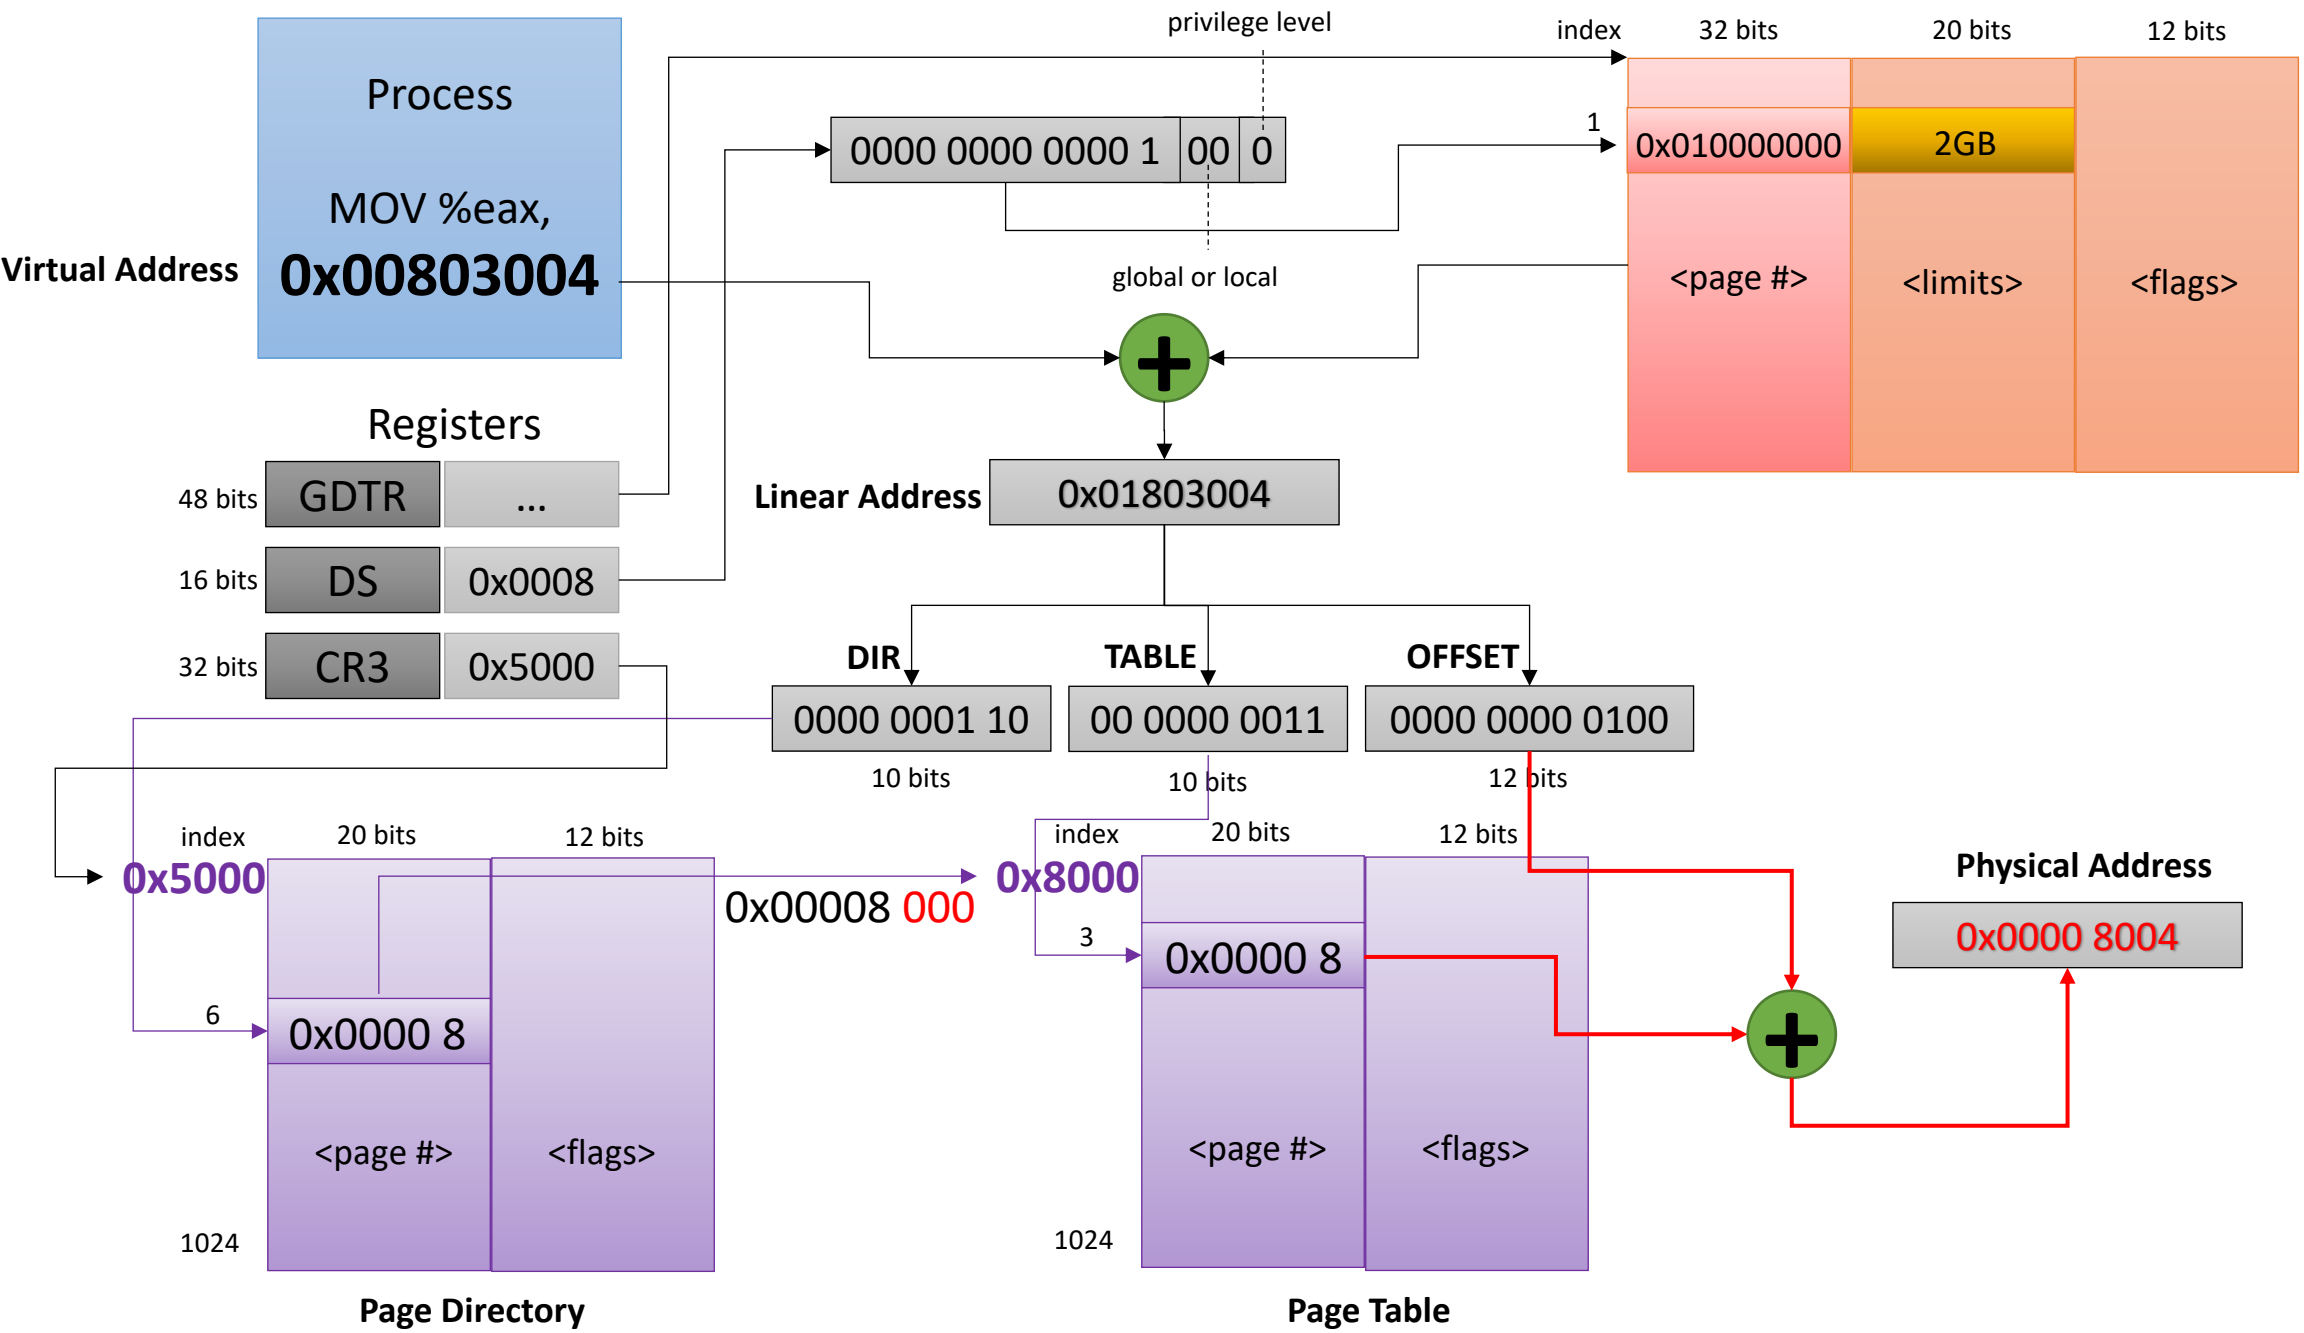 privilege level
index
32 bits
20 bits
12 bits
Process
MOV %eax,
0x00803004
Virtual Address
0000 0000 0000 1
00
0
1
0x010000000
2GB
global or local
<page #>
<limits>
<flags>
+
Registers
48 bits
GDTR
...
16 bits
DS
0x0008
32 bits
CR3
0x5000
Linear Address
0x01803004
DIR
TABLE
OFFSET
0000 0001 10
00 0000 0011
0000 0000 0100
10 bits
10 bits
12 bits
index
20 bits
12 bits
0x5000
6
0x0000 8
<page #>
<flags>
1024
Page Directory
0x00008 000
index
20 bits
12 bits
0x8000
3
0x0000 8
<page #>
<flags>
1024
Page Table
+
Physical Address
0x0000 8004